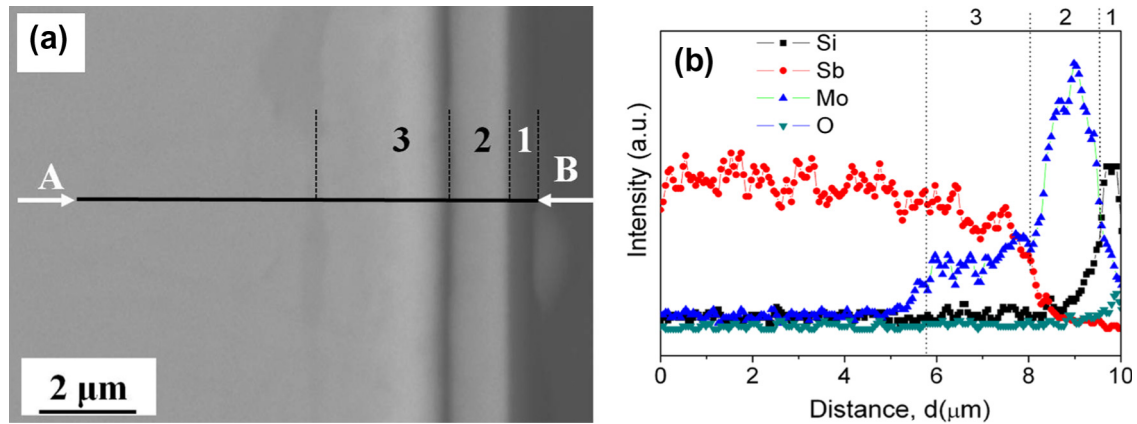 (a)
3
2
1
A
B
2 μm
3
2
1
(b)
Si
Sb
Mo
O
Intensity (a.u.)
0
2
4
6
8
10
Distance, d(μm)